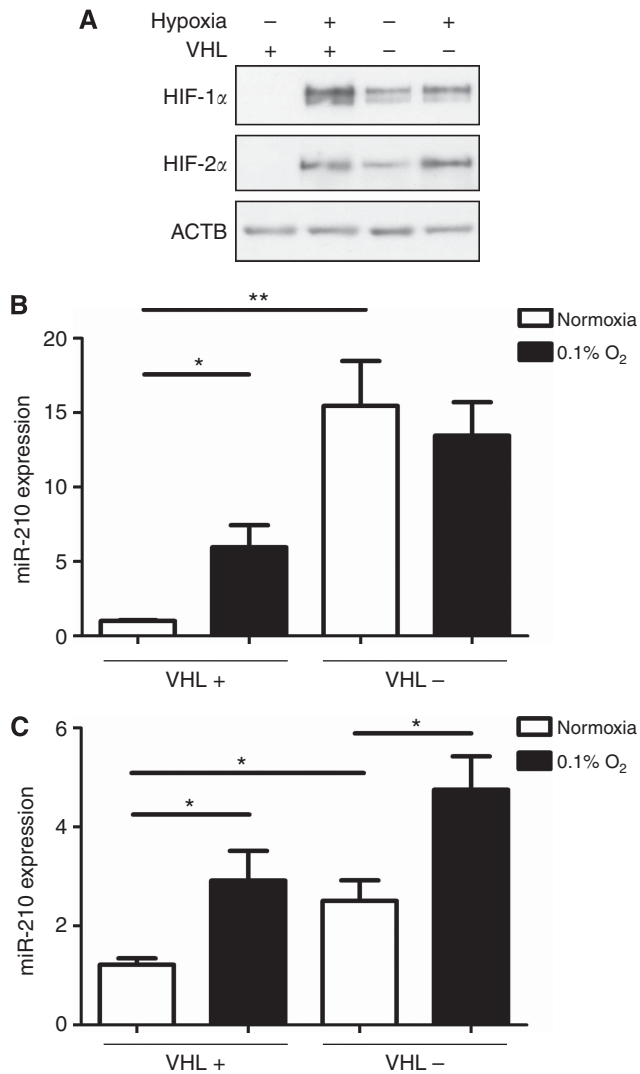 A
Hypoxia – + – +
VHL + + – –
HIF-1α
HIF-2α
ACTB
B
** 
*
Normoxia
0.1% O₂
miR-210 expression
20
15
10
5
0
VHL +
VHL –
C
*
*
*
Normoxia
0.1% O₂
miR-210 expression
6
4
2
0
VHL +
VHL –